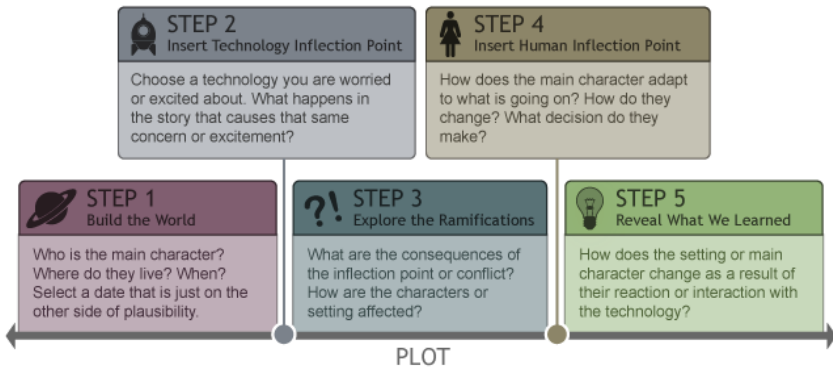 STEP 1
Build the World
Who is the main character?
Where do they live? When?
Select a date that is just on the
other side of plausibility.
STEP 2
Insert Technology Inflection Point
Choose a technology you are worried
or excited about. What happens in
the story that causes that same
concern or excitement?
?! STEP 3
Explore the Ramifications
What are the consequences
of the inflection point or conflict?
How are the characters or
setting affected?
STEP 4
Insert Human Inflection Point
How does the main character adapt
to what is going on? How do they
change? What decision do they
make?
STEP 5
Reveal What We Learned
How does the setting or main
character change as a result of
their reaction or interaction with
the technology?
PLOT